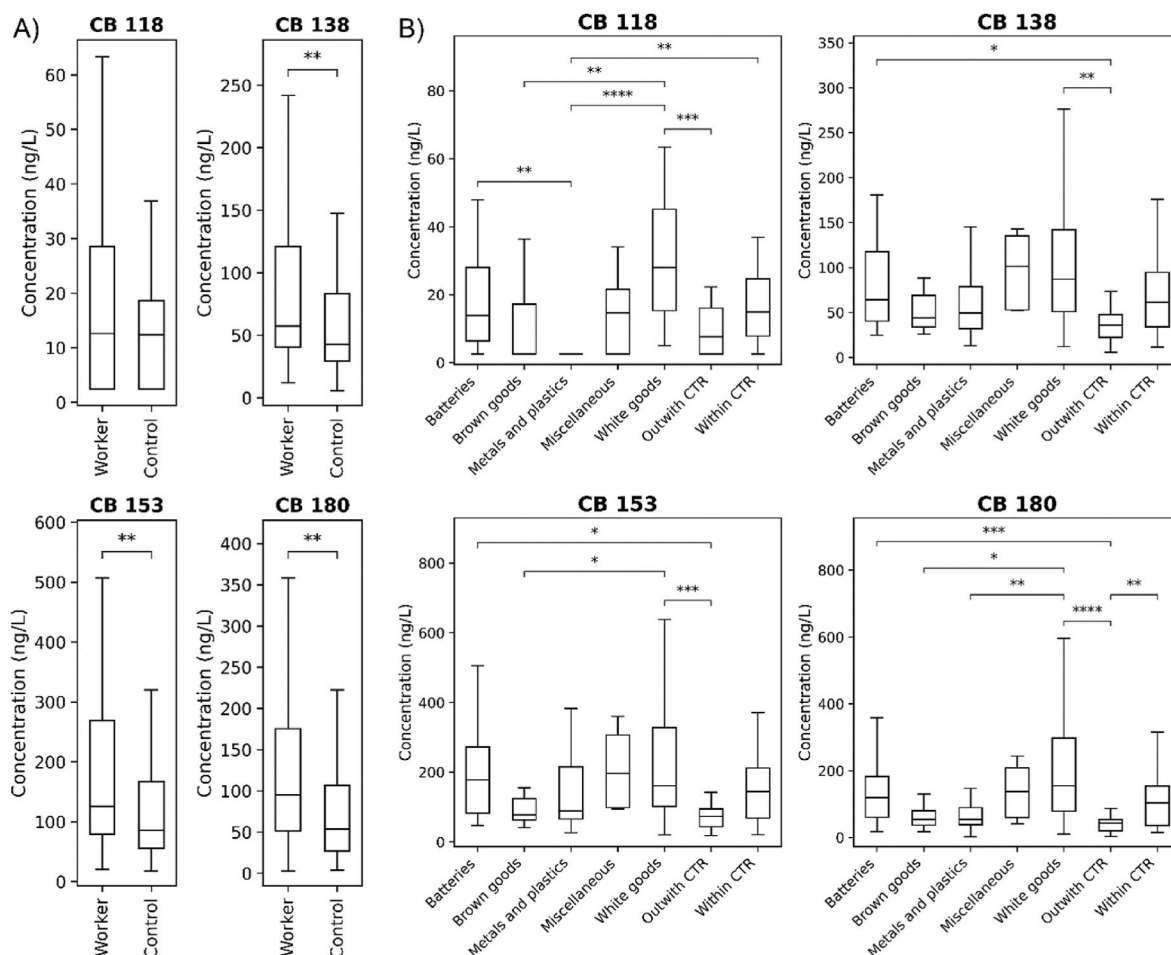 A)
CB 118
Concentration (ng/L)
60
50
40
30
20
10
0
Worker
Control
CB 138
**
250
200
150
100
50
0
Worker
Control
CB 153
**
Concentration (ng/L)
600
500
400
300
200
100
0
Worker
Control
CB 180
**
400
350
300
250
200
150
100
50
0
Worker
Control
B)
CB 118
**
**
****
***
**
Concentration (ng/L)
80
60
40
20
0
Batteries
Brown goods
Metals and plastics
Miscellaneous
White goods
Outwith CTR
Within CTR
CB 138
*
**
Concentration (ng/L)
350
300
250
200
150
100
50
0
Batteries
Brown goods
Metals and plastics
Miscellaneous
White goods
Outwith CTR
Within CTR
CB 153
*
*
***
Concentration (ng/L)
800
600
400
200
0
Batteries
Brown goods
Metals and plastics
Miscellaneous
White goods
Outwith CTR
Within CTR
CB 180
***
*
**
**
****
Concentration (ng/L)
800
600
400
200
0
Batteries
Brown goods
Metals and plastics
Miscellaneous
White goods
Outwith CTR
Within CTR